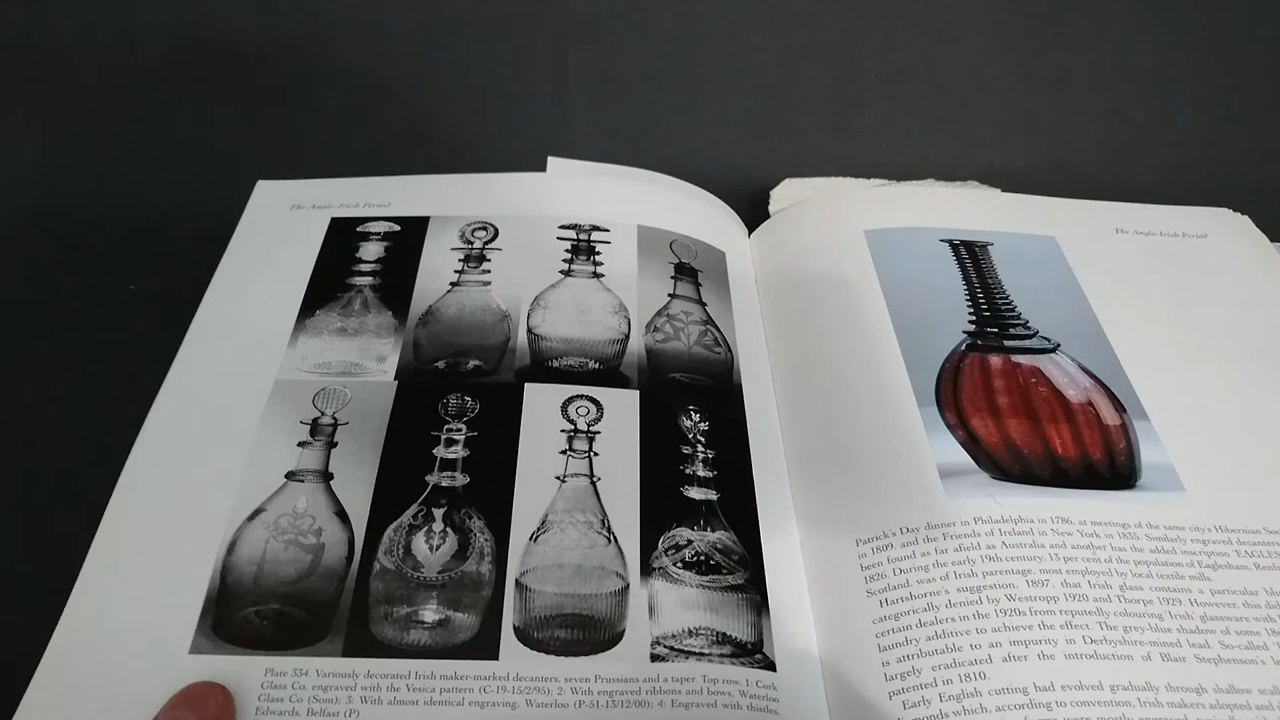 The Anglo-Irish Period
Plate 334. Variously decorated Irish maker-marked decanters, seven Prussians and a taper. Top row, 1: Cork
Glass Co. engraved with the Vesica pattern (C-19-15/2/95); 2: With engraved ribbons and bows, Waterloo
Glass Co (Som); 3: With almost identical engraving, Waterloo (P-51-13/12/00); 4: Engraved with thistles,
Edwards, Belfast (P)
The Anglo-Irish Period
Patrick's Day dinner in Philadelphia in 1786, at meetings of the same city's Hibernian
in 1809, and the Friends of Ireland in New York in 1835. Similarly engraved decanters
been found as far afield as Australia and another has the added inscription 'EAGLES
1826. During the early 19th century, 15 per cent of the population of Eaglesham,
Scotland, was of Irish parentage, most employed by local textile mills.
Hartshorne's suggestion, 1897, that Irish glass contains a particular
categorically denied by Westropp 1920 and Thorpe 1929. However, this
certain dealers in the 1920s from reputedly colouring Irish glassware with
laundry additive to achieve the effect. The grey-blue shadow of some
is attributable to an impurity in Derbyshire-mined lead. So-called
largely eradicated after the introduction of Blair Stephenson's
patented in 1810.
Early English cutting had evolved gradually through shallow
which, according to convention, Irish makers adopted and
were mostly